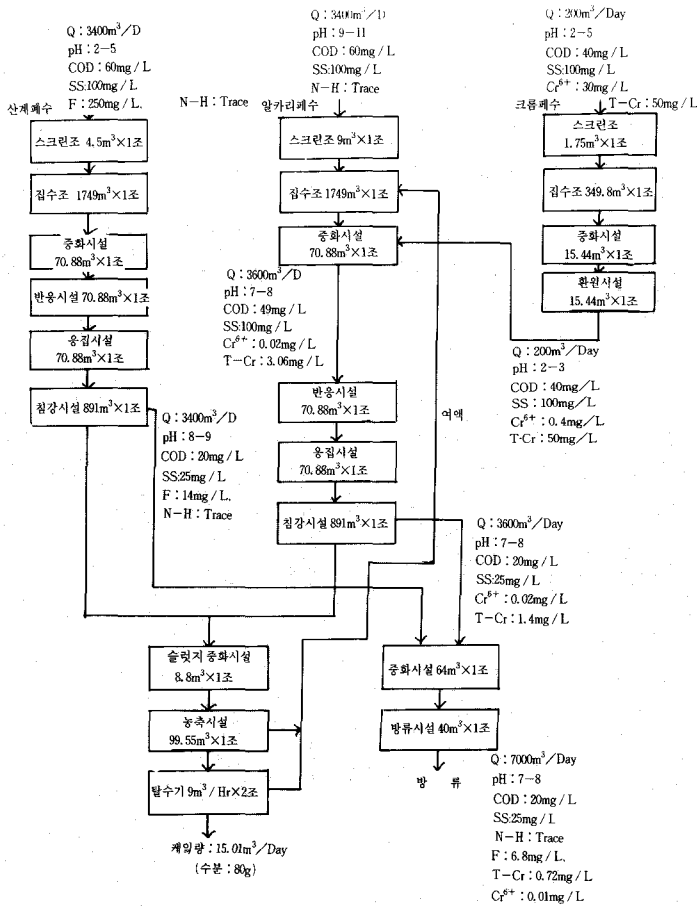 Q : 3400m³/D
pH : 2-5
COD : 60mg/L
SS:100mg/L
F : 250mg/L.
산계폐수
스크린조 4.5m³×1조
집수조 1749m³×1조
중화시설
70.88m³×1조
반응시설 70.88m³×1조
응집시설
70.88m³×1조
침강시설 891m³×1조
Q : 3400m³/D
pH : 8-9
COD : 20mg/L
SS:25mg/L
F : 14mg/L.
N-H : Trace
Q : 3400m³/D
pH : 9-11
COD : 60mg/L
SS:100mg/L
N-H : Trace
N-H : Trace
알카리폐수
스크린조 9m³×1조
집수조 1749m³×1조
중화시설
70.88m³×1조
Q : 3600m³/D
pH : 7-8
COD : 49mg/L
SS:100mg/L
Cr⁶⁺ : 0.02mg/L
T-Cr : 3.06mg/L
반응시설
70.88m³×1조
응집시설
70.88m³×1조
침강시설 891m³×1조
여액
Q : 200m³/Day
pH : 2-5
COD : 40mg/L
SS:100mg/L
Cr⁶⁺ : 30mg/L
T-Cr : 50mg/L
크롬폐수
스크린조
1.75m³×1조
집수조 349.8m³×1조
중화시설
15.44m³×1조
환원시설
15.44m³×1조
Q : 200m³/Day
pH : 2-3
COD : 40mg/L
SS : 100mg/L
Cr⁶⁺ : 0.4mg/L
T-Cr : 50mg/L
Q : 3600m³/Day
pH : 7-8
COD : 20mg/L
SS:25mg/L
Cr⁶⁺ : 0.02mg/L
T-Cr : 1.4mg/L
슬럿지 중화시설
8.8m³×1조
농축시설
99.55m³×1조
탈수기 9m³/Hr×2조
케잌량 : 15.01m³/Day
(수분 : 80g)
중화시설 64m³×1조
방류시설 40m³×1조
방 류
Q : 7000m³/Day
pH : 7-8
COD : 20mg/L
SS:25mg/L
N-H : Trace
F : 6.8mg/L.
T-Cr : 0.72mg/L
Cr⁶⁺ : 0.01mg/L